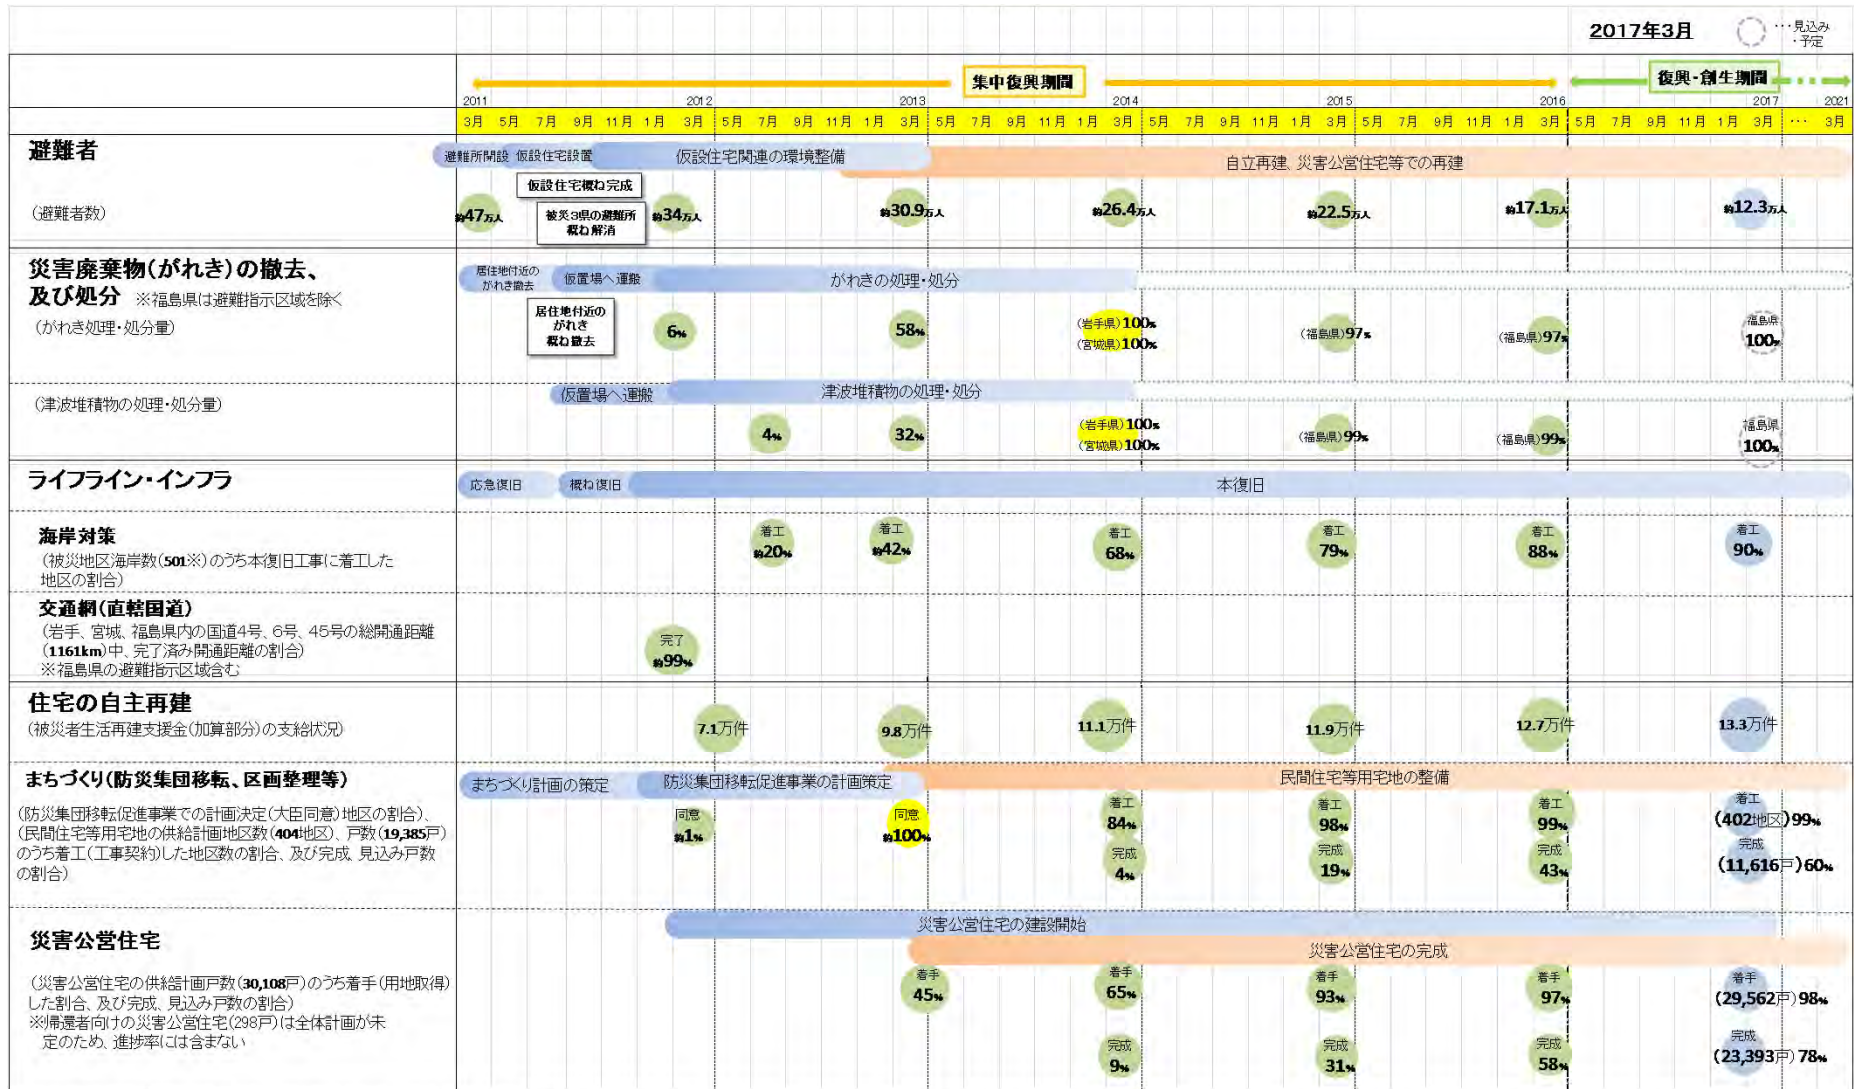 2017年3月
・・・見込み
・予定
集中復興期間
復興・創生期間
2011 2012 2013 2014 2015 2016 2017 2021
3月 5月 7月 9月 11月 1月 3月 5月 7月 9月 11月 1月 3月 5月 7月 9月 11月 1月 3月 5月 7月 9月 11月 1月 3月 5月 7月 9月 11月 1月 3月 5月 7月 9月 11月 1月 3月 ・・・ 3月
避難者
避難所開設 仮設住宅設置 仮設住宅関連の環境整備
自立再建、災害公営住宅等での再建
仮設住宅概ね完成
被災3県の避難所
概ね解消
(避難者数)
約47万人 約34万人 約30.9万人 約26.4万人 約22.5万人 約17.1万人 約12.3万人
災害廃棄物(がれき)の撤去、
及び処分 ※福島県は避難指示区域を除く
居住地付近の
がれき撤去
仮置場へ運搬 がれきの処理・処分
(がれき処理・処分量)
居住地付近の
がれき
概ね撤去
6% 58% (岩手県)100% (福島県)97% (福島県)97% 福島県
(宮城県)100% 100%
仮置場へ運搬 津波堆積物の処理・処分
(津波堆積物の処理・処分量)
4% 32% (岩手県)100% (福島県)99% (福島県)99% 福島県
(宮城県)100% 100%
ライフライン・インフラ
応急復旧 概ね復旧 本復旧
海岸対策
(被災地区海岸数(501※)のうち本復旧工事に着工した
地区の割合)
着工 着工 着工 着工 着工 着工
約20% 約42% 68% 79% 88% 90%
交通網(直轄国道)
(岩手、宮城、福島県内の国道4号、6号、45号の総開通距離
(1161km)中、完了済み開通距離の割合)
※福島県の避難指示区域含む
完了
約99%
住宅の自主再建
(被災者生活再建支援金(加算部分)の支給状況)
7.1万件 9.8万件 11.1万件 11.9万件 12.7万件 13.3万件
まちづくり(防災集団移転、区画整理等)
まちづくり計画の策定 防災集団移転促進事業の計画策定 民間住宅等用宅地の整備
(防災集団移転促進事業での計画決定(大臣同意)地区の割合)、
(民間住宅等用宅地の供給計画地区数(404地区)、戸数(19,385戸)
のうち着工(工事契約)した地区数の割合、及び完成、見込み戸数
の割合)
同意 同意 着工 着工 着工 着工
約1% 約100% 84% 98% 99% (402地区)99%
完成 完成 完成 完成
4% 19% 43% (11,616戸)60%
災害公営住宅の建設開始
災害公営住宅の完成
災害公営住宅
(災害公営住宅の供給計画戸数(30,108戸)のうち着手(用地取得)
した割合、及び完成、見込み戸数の割合)
※帰還者向けの災害公営住宅(298戸)は全体計画が未
定のため、進捗率には含まない
着手 着手 着手 着手 着手
45% 65% 93% 97% (29,562戸)98%
完成 完成 完成 完成
9% 31% 58% (23,393戸)78%